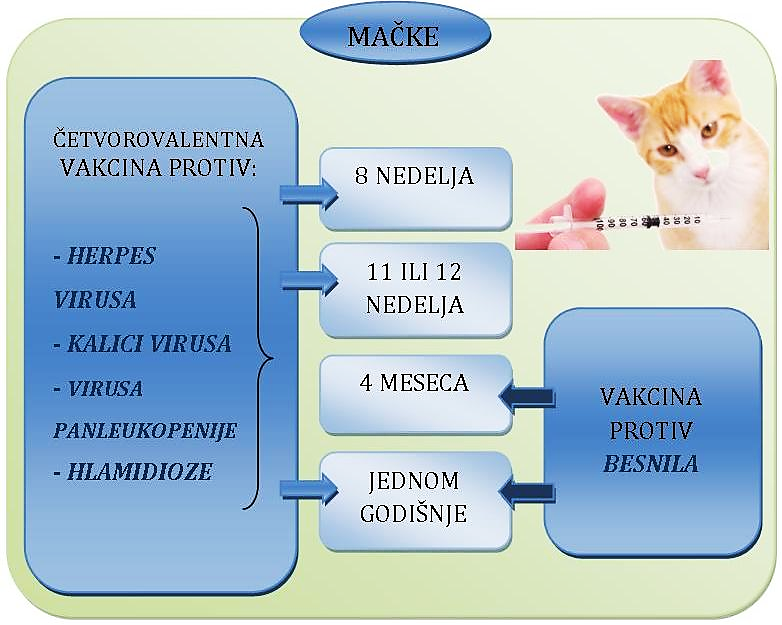 MAČKE
ČETVOROVALENTNA
VAKCINA PROTIV:
- HERPES
VIRUSA
- KALICI VIRUSA
- VIRUSA
PANLEUKOPENIJE
- HLAMIDIOZE
8 NEDELJA
11 ILI 12
NEDELJA
4 MESECA
JEDNOM
GODIŠNJE
VAKCINA
PROTIV
BESNILA